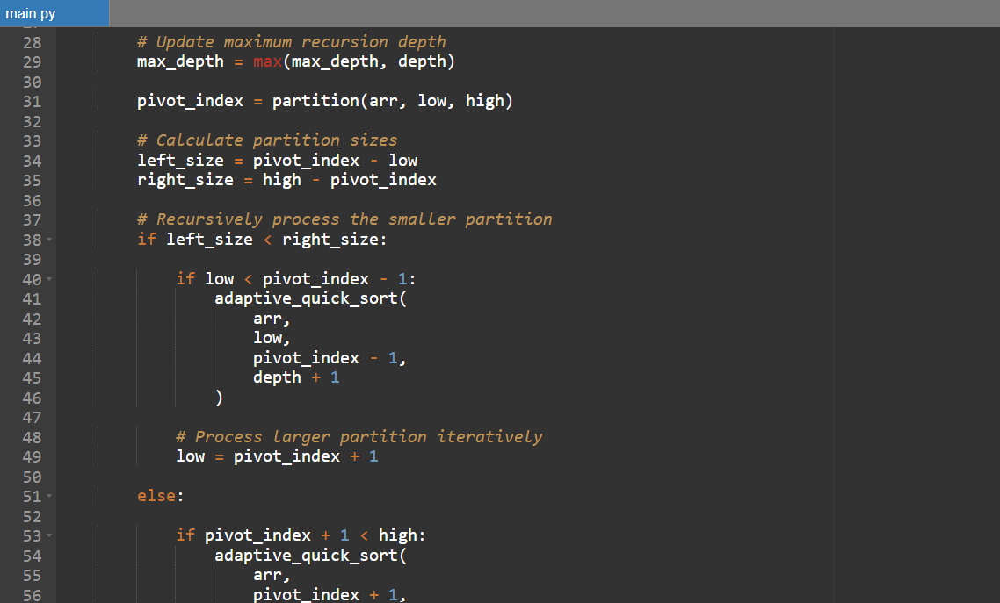 main.py
28 # Update maximum recursion depth
29 max_depth = max(max_depth, depth)
30
31 pivot_index = partition(arr, low, high)
32
33 # Calculate partition sizes
34 left_size = pivot_index - low
35 right_size = high - pivot_index
36
37 # Recursively process the smaller partition
38 if left_size < right_size:
39
40 if low < pivot_index - 1:
41 adaptive_quick_sort(
42 arr,
43 low,
44 pivot_index - 1,
45 depth + 1
46 )
47
48 # Process larger partition iteratively
49 low = pivot_index + 1
50
51 else:
52
53 if pivot_index + 1 < high:
54 adaptive_quick_sort(
55 arr,
56 pivot_index + 1,